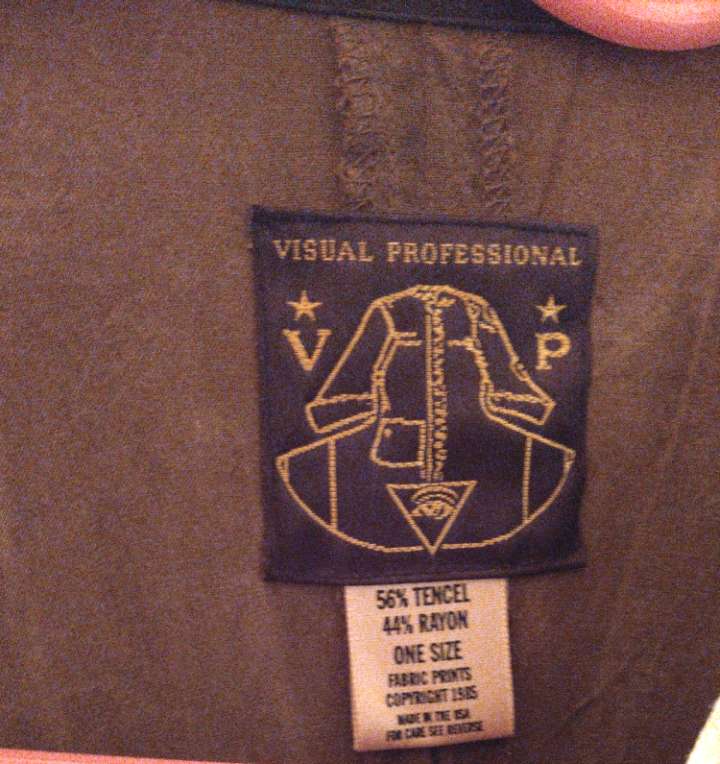 VISUAL PROFESSIONAL
V P
56% TENCEL
44% RAYON
ONE SIZE
FABRIC PRINTS
COPYRIGHT 1985
MADE IN THE USA
FOR CARE SEE REVERSE